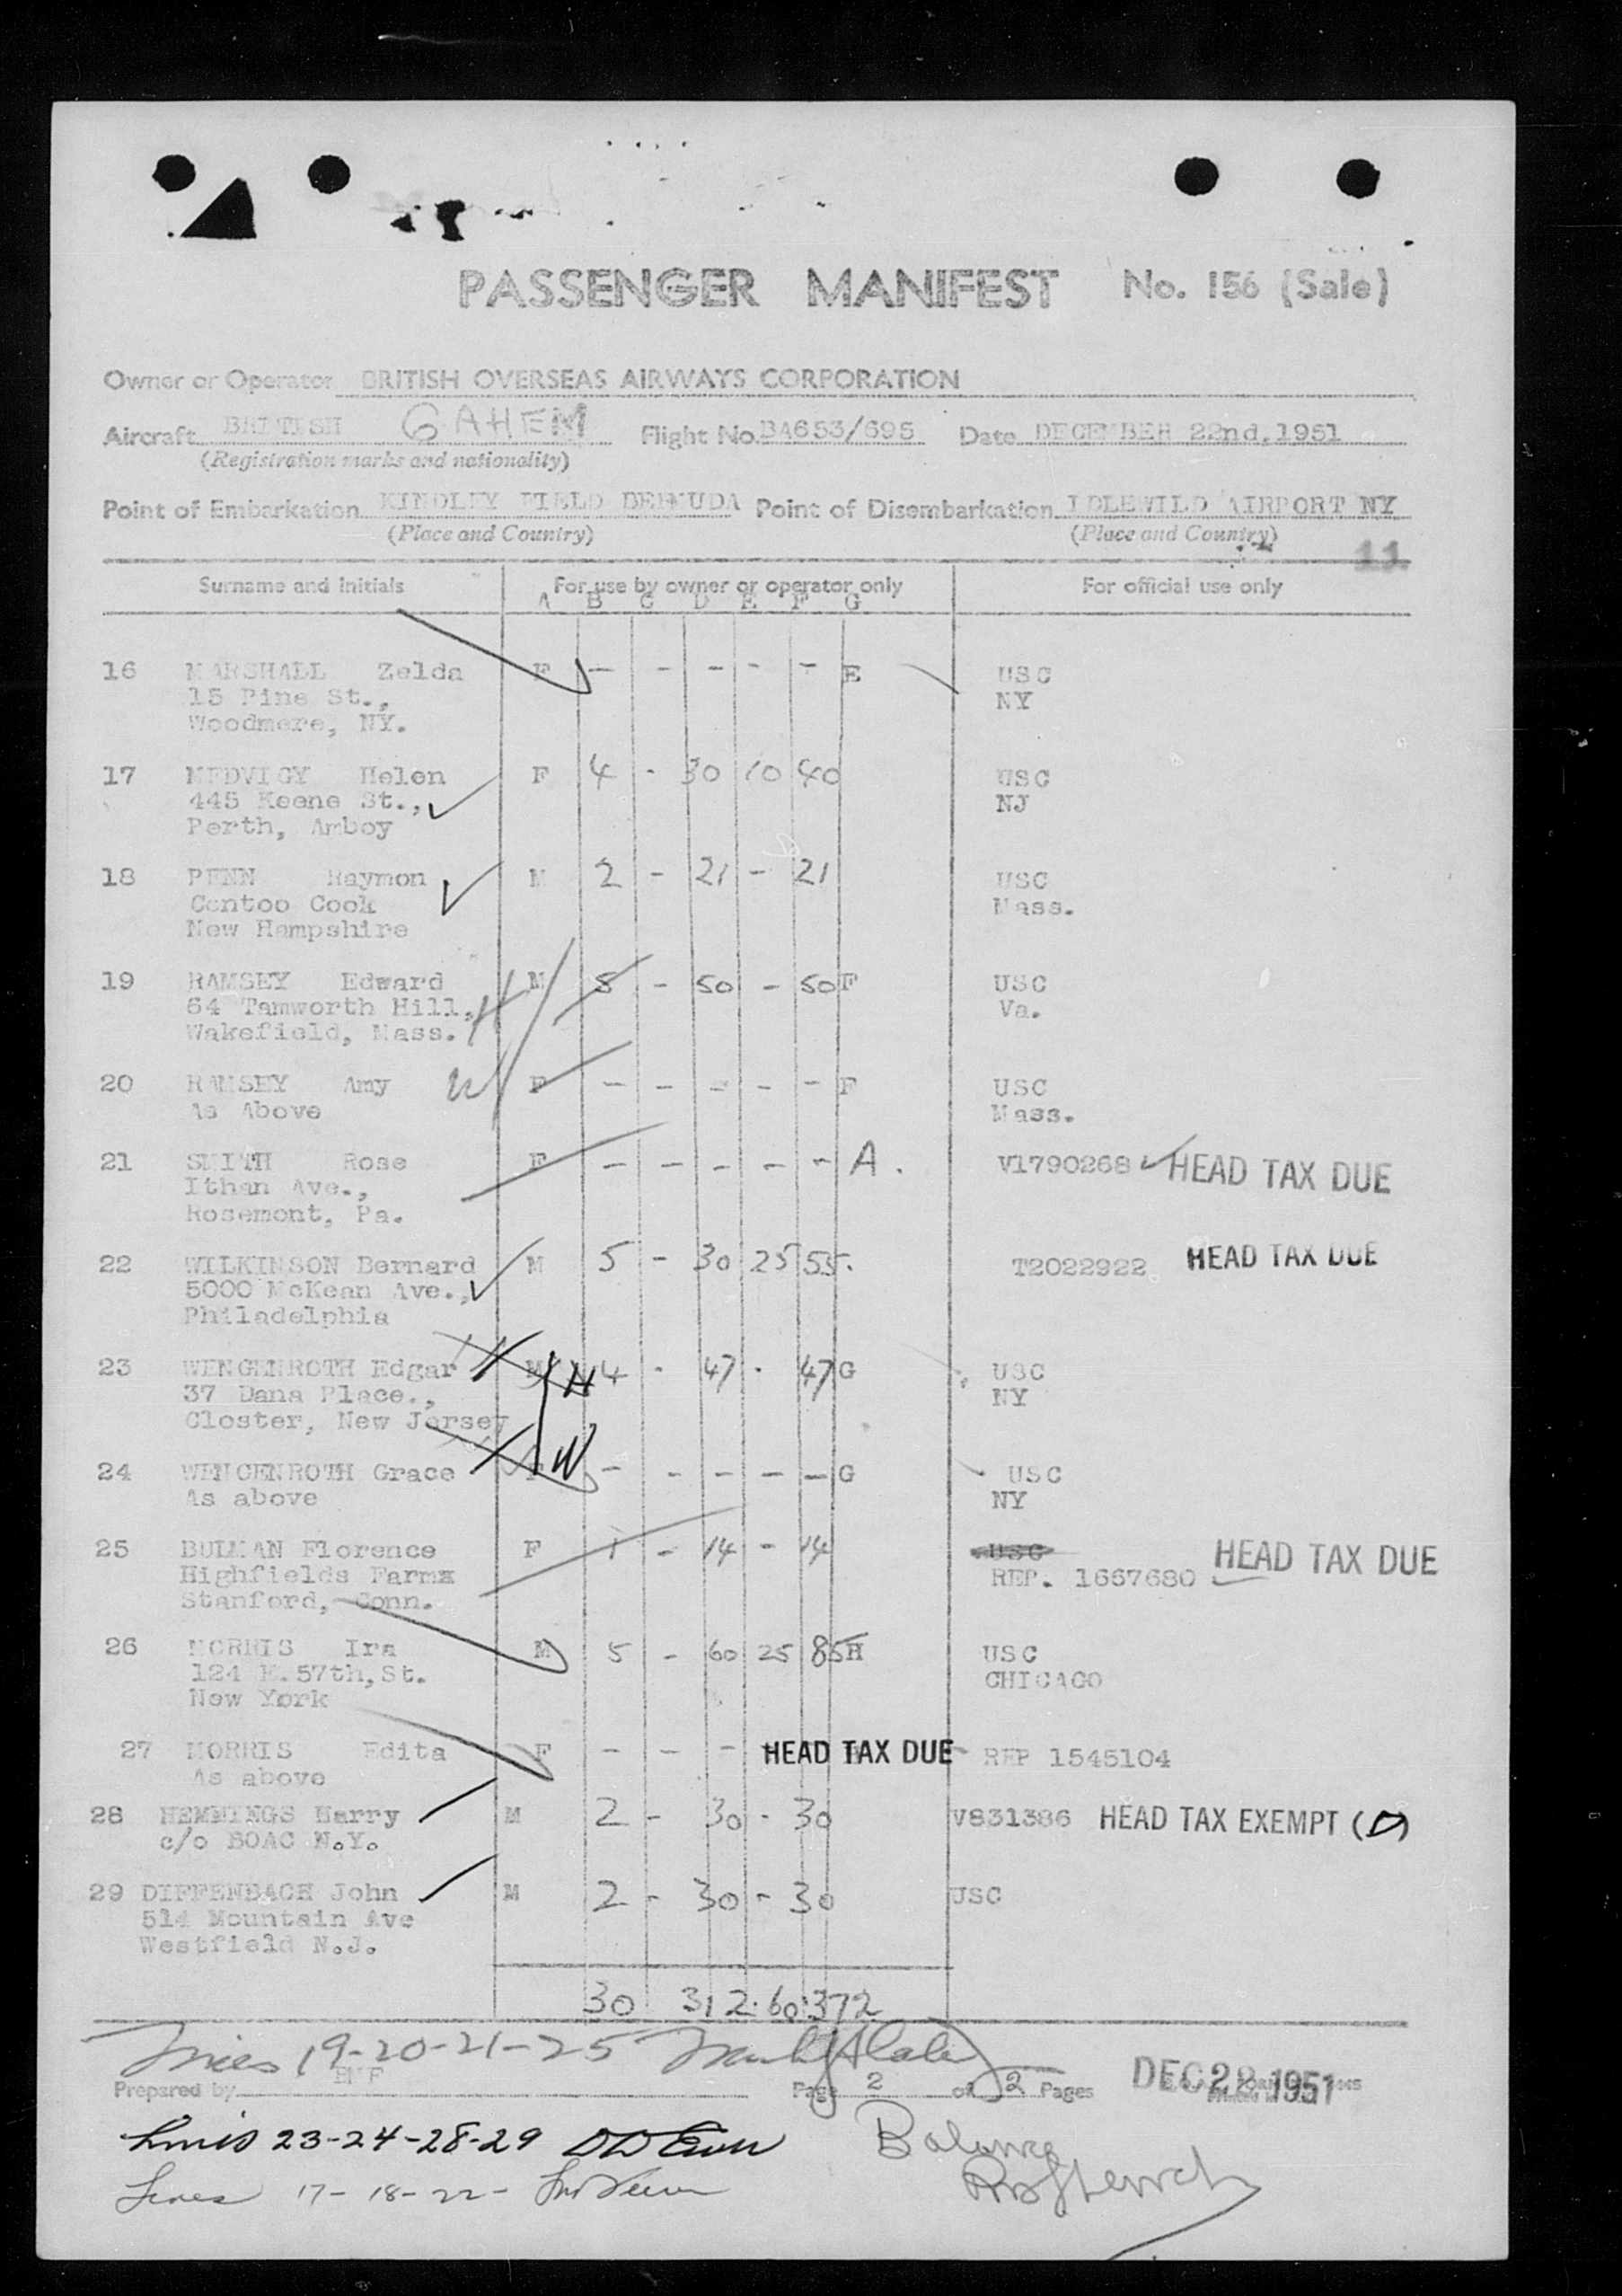 PASSENGER MANIFEST No. 156 (Sale)
Owner or Operator BRITISH OVERSEAS AIRWAYS CORPORATION
Aircraft BRITISH GAHEM Flight No. BA653/695 Date DECEMBER 22nd, 1951
(Registration marks and nationality)
Point of Embarkation KINDLEY FIELD BERMUDA Point of Disembarkation IDLEWILD AIRPORT NY
(Place and Country) (Place and Country)
11
Surname and Initials For use by owner or operator only For official use only
A B C D E F G
16 MARSHALL Zelda F - - - - - E USC
15 Pine St., NY
Woodmere, NY.
17 MEDVIGY Helen F 4 - 30 10 40 USC
445 Keene St., NJ
Perth, Amboy
18 PENN Raymon M 2 - 21 - 21 USC
Contoo Cook Mass.
New Hampshire
19 RAMSEY Edward H M 8 - 50 - 50 F USC
64 Tamworth Hill, Va.
Wakefield, Mass.
20 RAMSEY Amy W F - - - - - F USC
As Above Mass.
21 SMITH Rose F - - - - - A. V1790268 HEAD TAX DUE
Ithan Ave.,
Rosemont, Pa.
22 WILKINSON Bernard M 5 - 30 25 55. T2022922 HEAD TAX DUE
5000 McKean Ave.,
Philadelphia
23 WENGENROTH Edgar M H 4 - 47 - 47 G USC
37 Dana Place., NY
Closter, New Jersey
24 WENGENROTH Grace F W - - - - - G USC
As above NY
25 BULMAN Florence F 1 - 14 - 14 USC HEAD TAX DUE
Highfields Farmx REP. 1667680
Stanford, Conn.
26 MORRIS Ira M 5 - 60 25 85 H USC
124 E.57th,St. CHICAGO
New York
27 MORRIS Edita F - - - HEAD TAX DUE - REP 1545104
As above
28 HEMMINGS Harry M 2 - 30 - 30 V831386 HEAD TAX EXEMPT (D)
c/o BOAC N.Y.
29 DIFFENBACH John M 2 - 30 - 30 USC
514 Mountain Ave
Westfield N.J.
30 312 60 372
Lines 19-20-21-25
Prepared by EMF Page 2 of 2 Pages DEC 28 1951
Lines 23-24-28-29
Balance
Lines 17-18-22-